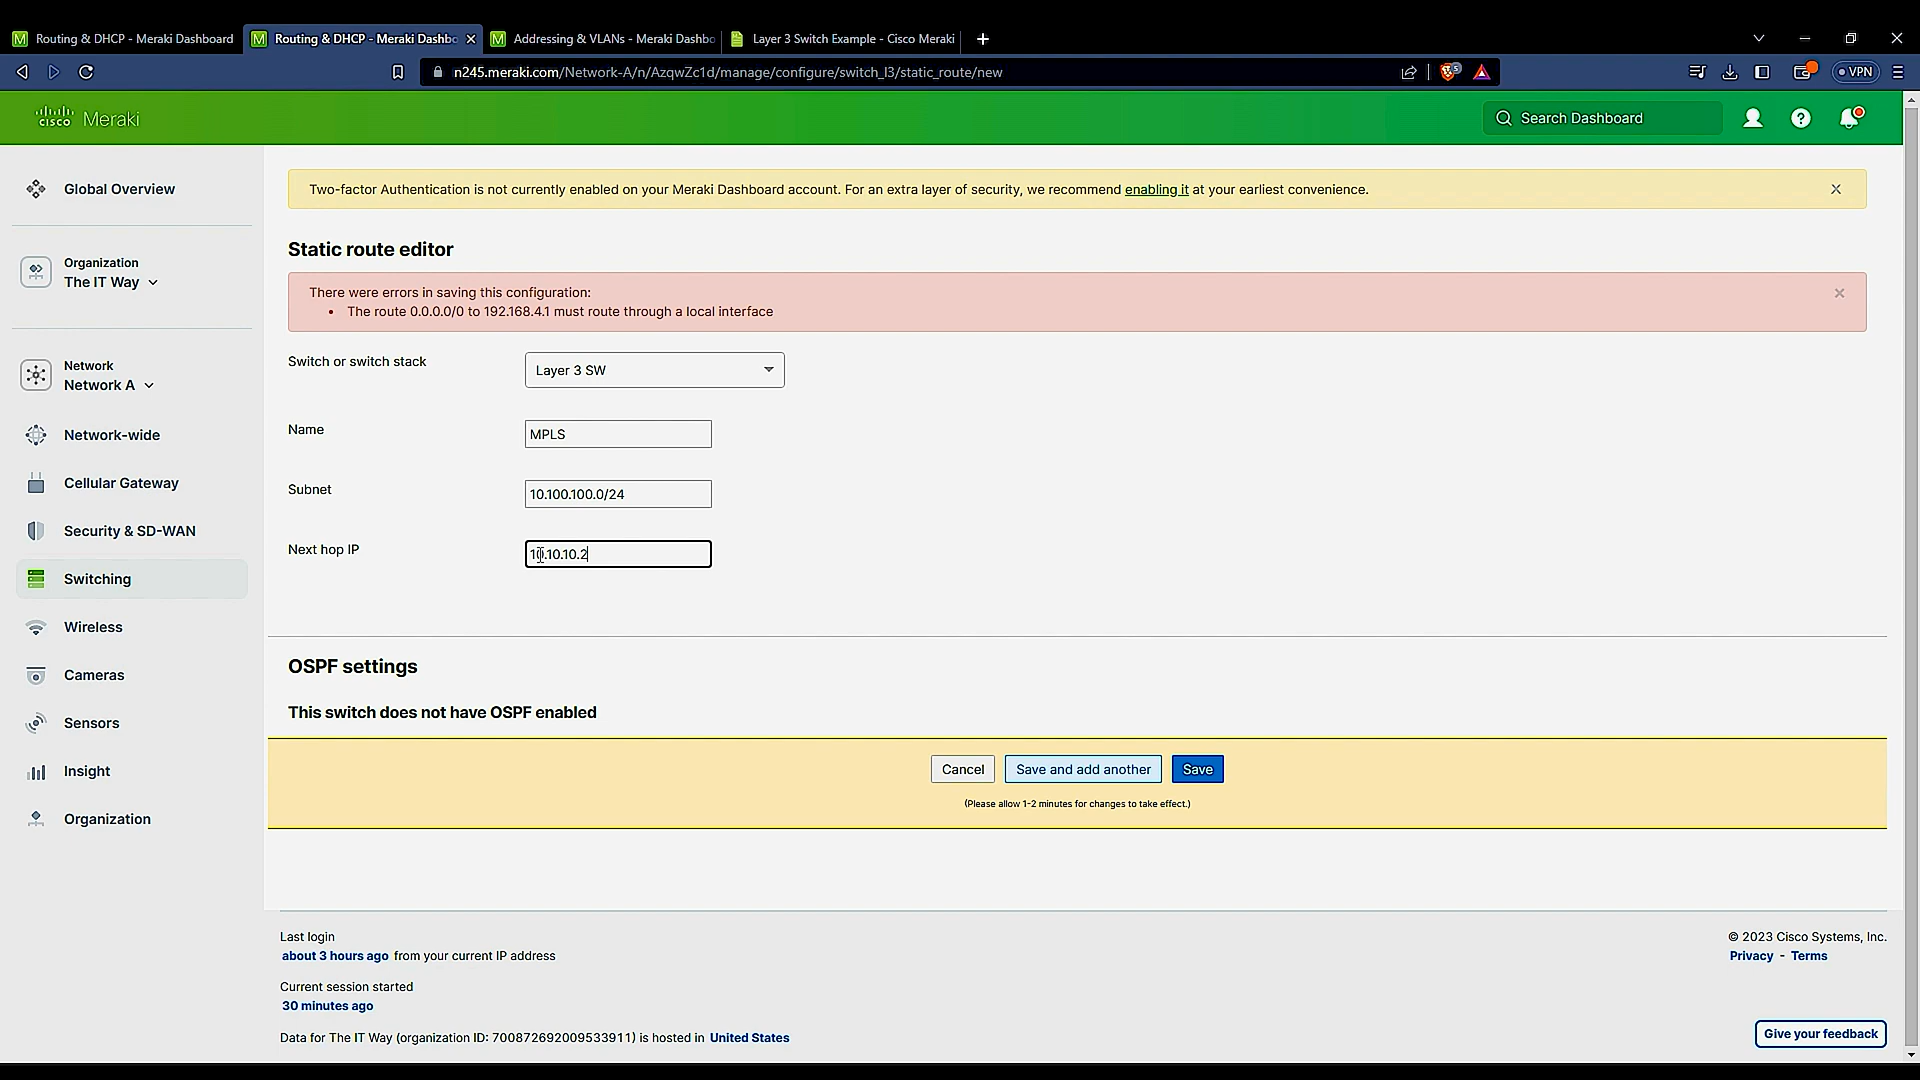 Routing & DHCP - Meraki Dashboard
Routing & DHCP - Meraki Dashbo
Addressing & VLANs - Meraki Dashbo
Layer 3 Switch Example - Cisco Meraki
n245.meraki.com/Network-A/n/AzqwZc1d/manage/configure/switch_l3/static_route/new
5
VPN
cisco Meraki
Search Dashboard
Global Overview
Organization
The IT Way
Network
Network A
Network-wide
Cellular Gateway
Security & SD-WAN
Switching
Wireless
Cameras
Sensors
Insight
Organization
Two-factor Authentication is not currently enabled on your Meraki Dashboard account. For an extra layer of security, we recommend enabling it at your earliest convenience.
Static route editor
There were errors in saving this configuration:
• The route 0.0.0.0/0 to 192.168.4.1 must route through a local interface
Switch or switch stack
Layer 3 SW
Name
MPLS
Subnet
10.100.100.0/24
Next hop IP
10.10.10.2
OSPF settings
This switch does not have OSPF enabled
Cancel
Save and add another
Save
(Please allow 1-2 minutes for changes to take effect.)
Last login
about 3 hours ago from your current IP address
Current session started
30 minutes ago
Data for The IT Way (organization ID: 700872692009533911) is hosted in United States
© 2023 Cisco Systems, Inc.
Privacy - Terms
Give your feedback